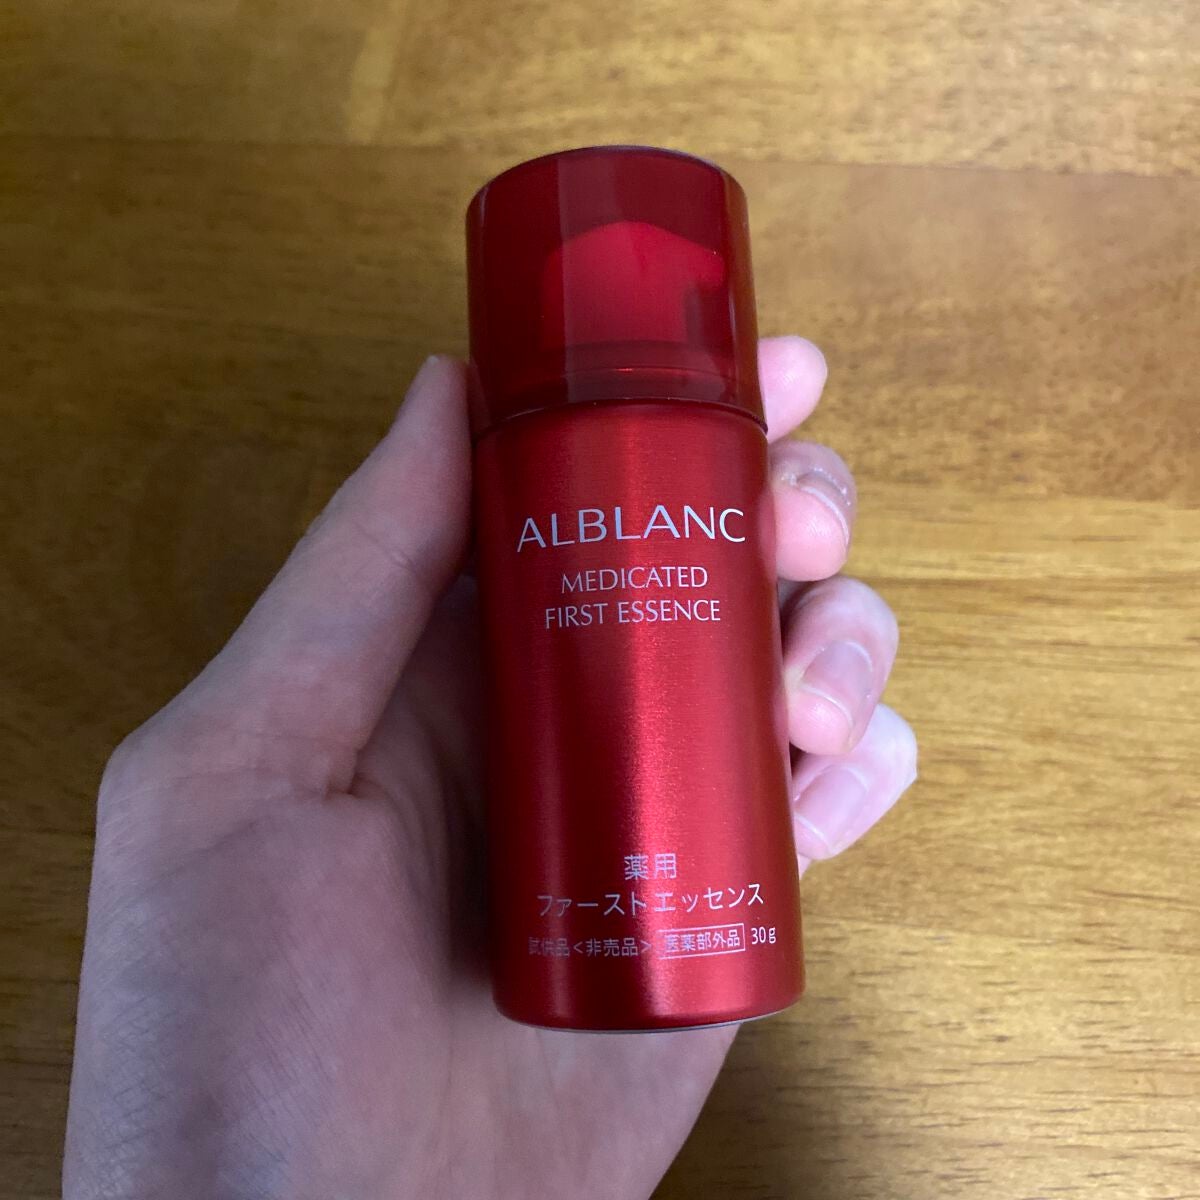 ALBLANC
MEDICATED
FIRST ESSENCE
薬用
ファーストエッセンス
試供品<非売品> 医薬部外品 30g